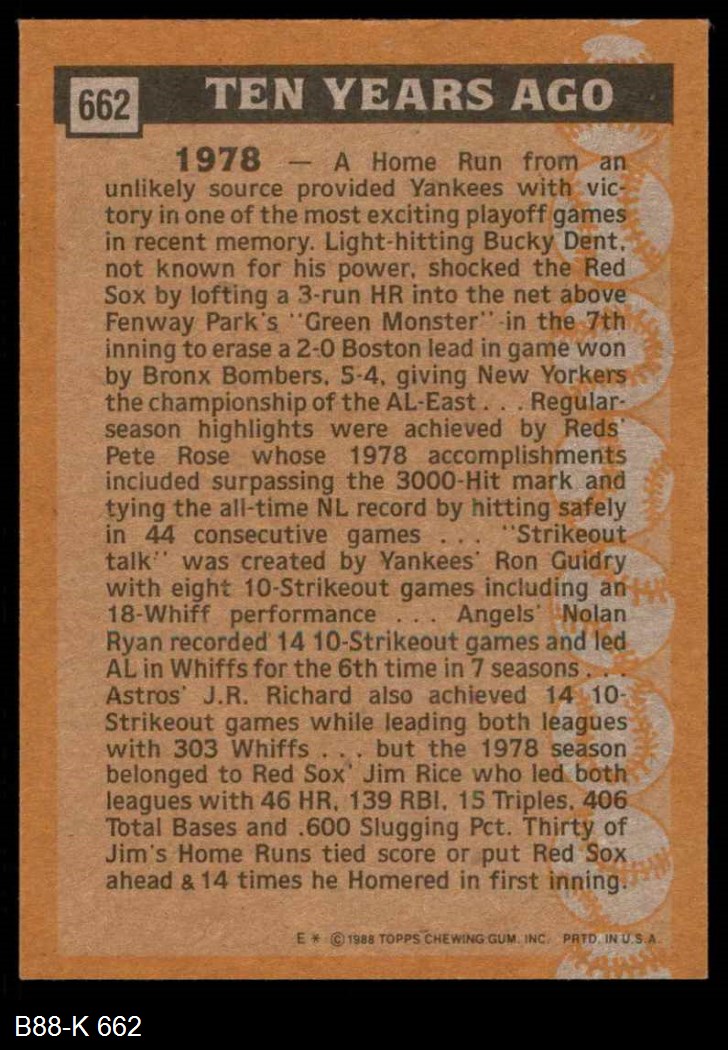 662
TEN YEARS AGO
1978 — A Home Run from an
unlikely source provided Yankees with vic-
tory in one of the most exciting playoff games
in recent memory. Light-hitting Bucky Dent,
not known for his power, shocked the Red
Sox by lofting a 3-run HR into the net above
Fenway Park's "Green Monster" in the 7th
inning to erase a 2-0 Boston lead in game won
by Bronx Bombers, 5-4, giving New Yorkers
the championship of the AL-East . . . Regular-
season highlights were achieved by Reds'
Pete Rose whose 1978 accomplishments
included surpassing the 3000-Hit mark and
tying the all-time NL record by hitting safely
in 44 consecutive games . . . "Strikeout
talk" was created by Yankees' Ron Guidry
with eight 10-Strikeout games including an
18-Whiff performance . . . Angels' Nolan
Ryan recorded 14 10-Strikeout games and led
AL in Whiffs for the 6th time in 7 seasons . . .
Astros' J.R. Richard also achieved 14 10-
Strikeout games while leading both leagues
with 303 Whiffs . . . but the 1978 season
belonged to Red Sox' Jim Rice who led both
leagues with 46 HR, 139 RBI, 15 Triples, 406
Total Bases and .600 Slugging Pct. Thirty of
Jim's Home Runs tied score or put Red Sox
ahead & 14 times he Homered in first inning.
E * © 1988 TOPPS CHEWING GUM, INC. PRTD. IN U.S.A.
B88-K 662